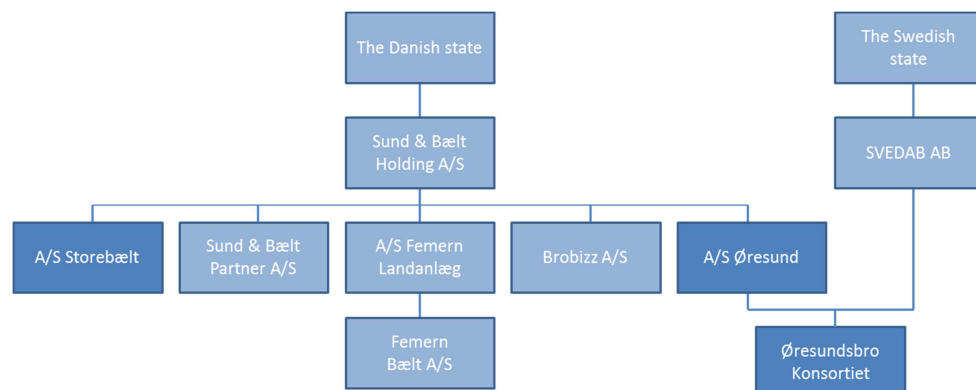 The Danish state
The Swedish
state
Sund & Bælt
Holding A/S
SVEDAB AB
A/S Storebælt
Sund & Bælt
Partner A/S
A/S Femern
Landanlæg
Brobizz A/S
A/S Øresund
Femern
Bælt A/S
Øresundsbro
Konsortiet